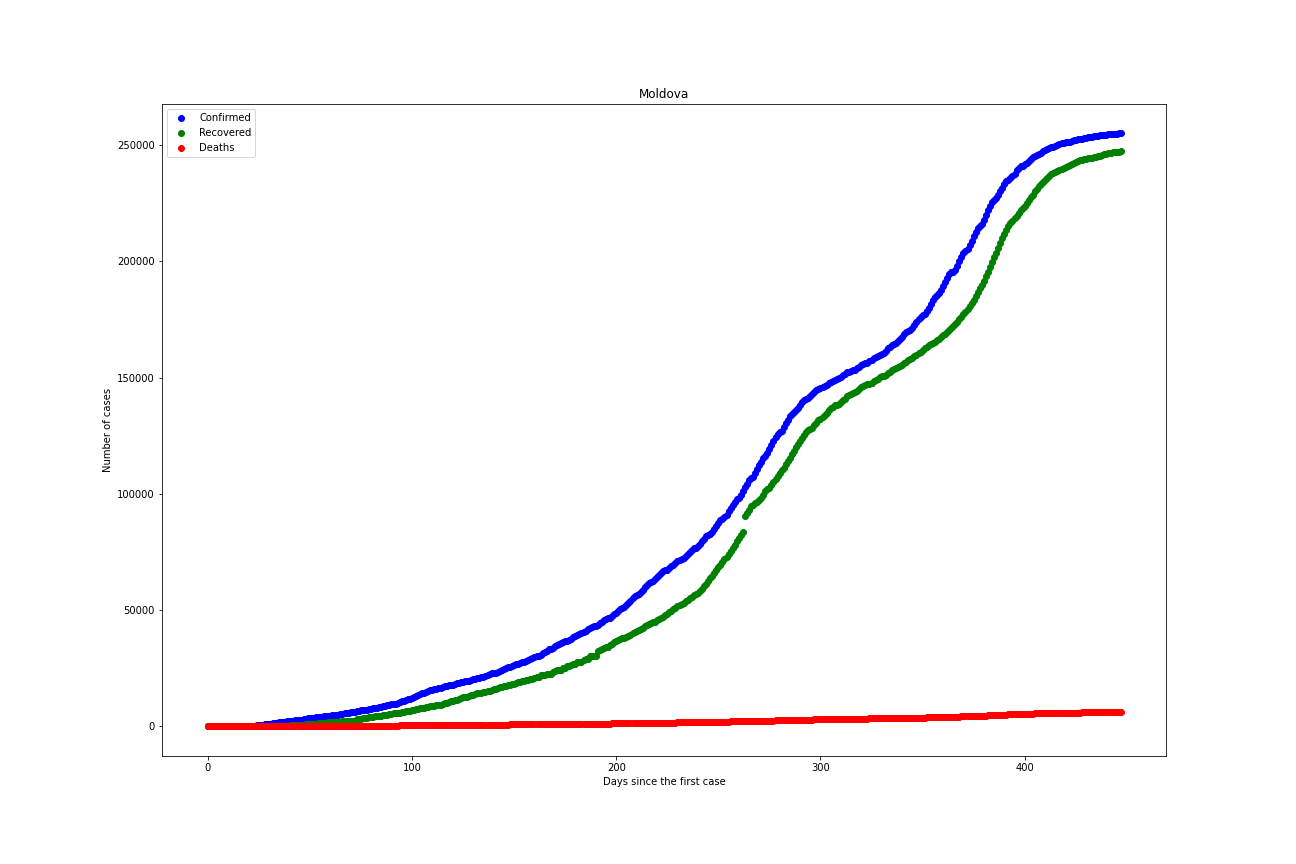 Moldova
Confirmed
Recovered
Deaths
250000
200000
150000
100000
50000
0
Number of cases
0 100 200 300 400
Days since the first case